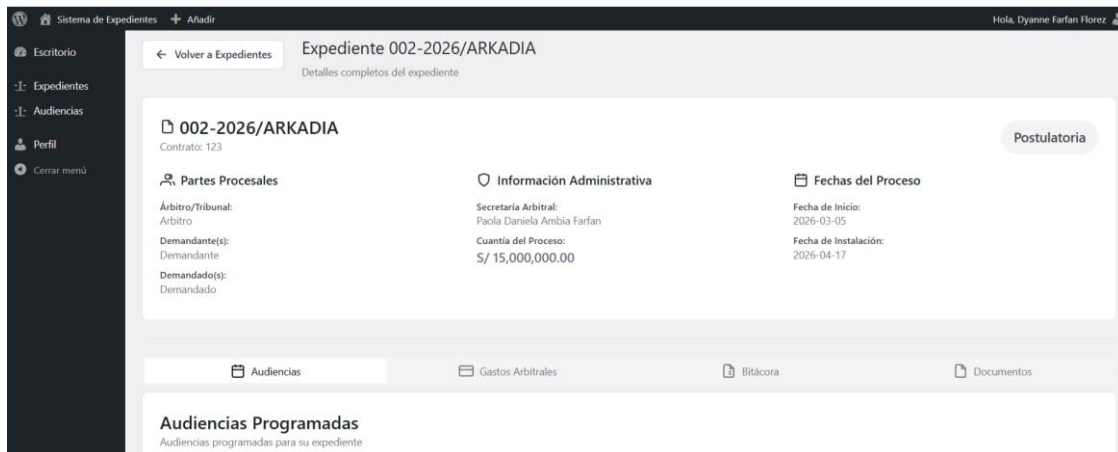 Sistema de Expedientes + Añadir
Hola, Dyanne Farfan Florez
Escritorio
Expedientes
Audiencias
Perfil
Cerrar menú
← Volver a Expedientes
Expediente 002-2026/ARKADIA
Detalles completos del expediente
002-2026/ARKADIA
Contrato: 123
Postulatoria
Partes Procesales
Árbitro/Tribunal:
Arbitro
Demandante(s):
Demandante
Demandado(s):
Demandado
Información Administrativa
Secretaría Arbitral:
Paola Daniela Ambia Farfan
Cuantía del Proceso:
S/ 15,000,000.00
Fechas del Proceso
Fecha de Inicio:
2026-03-05
Fecha de Instalación:
2026-04-17
Audiencias
Gastos Arbitrales
Bitácora
Documentos
Audiencias Programadas
Audiencias programadas para su expediente